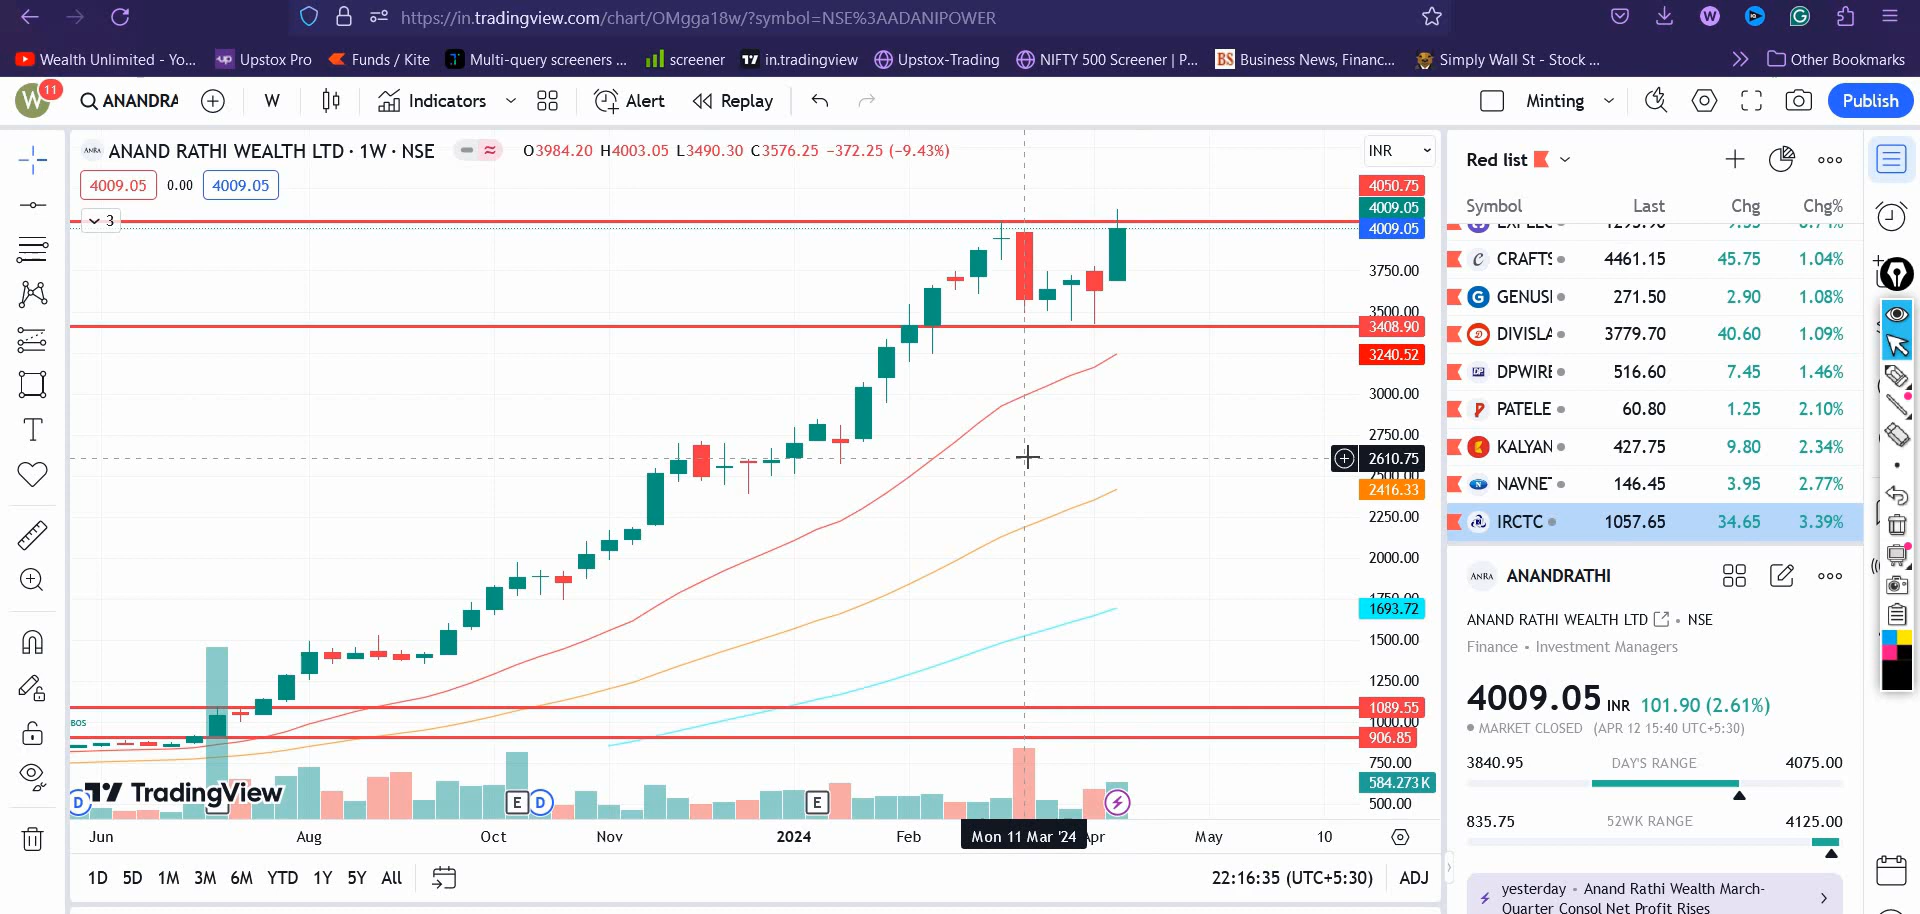 https://in.tradingview.com/chart/OMgga18w/?symbol=NSE%3AADANIPOWER
Wealth Unlimited - Yo...
Upstox Pro
Funds / Kite
Multi-query screeners ...
screener
in.tradingview
Upstox-Trading
NIFTY 500 Screener | P...
Business News, Financ...
Simply Wall St - Stock ...
Other Bookmarks
W 11
ANANDRA
W
Indicators
Alert
Replay
Minting
Publish
ANAND RATHI WEALTH LTD · 1W · NSE
O3984.20 H4003.05 L3490.30 C3576.25 −372.25 (−9.43%)
INR
4009.05 0.00 4009.05
3
4050.75
4009.05
4009.05
3750.00
3500.00
3408.90
3240.52
3000.00
2750.00
2610.75
2500.00
2416.33
2250.00
2000.00
1750.00
1693.72
1500.00
1250.00
1089.55
1000.00
906.85
750.00
584.273 K
500.00
BOS
TradingView
D
E
D
E
Jun
Aug
Oct
Nov
2024
Feb
Mon 11 Mar '24
Apr
May
10
1D
5D
1M
3M
6M
YTD
1Y
5Y
All
22:16:35 (UTC+5:30)
ADJ
Red list
Symbol Last Chg Chg%
CRAFTS 4461.15 45.75 1.04%
GENUSI 271.50 2.90 1.08%
DIVISLA 3779.70 40.60 1.09%
DPWIRE 516.60 7.45 1.46%
PATELE 60.80 1.25 2.10%
KALYAN 427.75 9.80 2.34%
NAVNET 146.45 3.95 2.77%
IRCTC 1057.65 34.65 3.39%
ANRA ANANDRATHI
ANAND RATHI WEALTH LTD • NSE
Finance • Investment Managers
4009.05 INR 101.90 (2.61%)
MARKET CLOSED (APR 12 15:40 UTC+5:30)
3840.95 DAY'S RANGE 4075.00
835.75 52WK RANGE 4125.00
yesterday • Anand Rathi Wealth March-
Quarter Consol Net Profit Rises